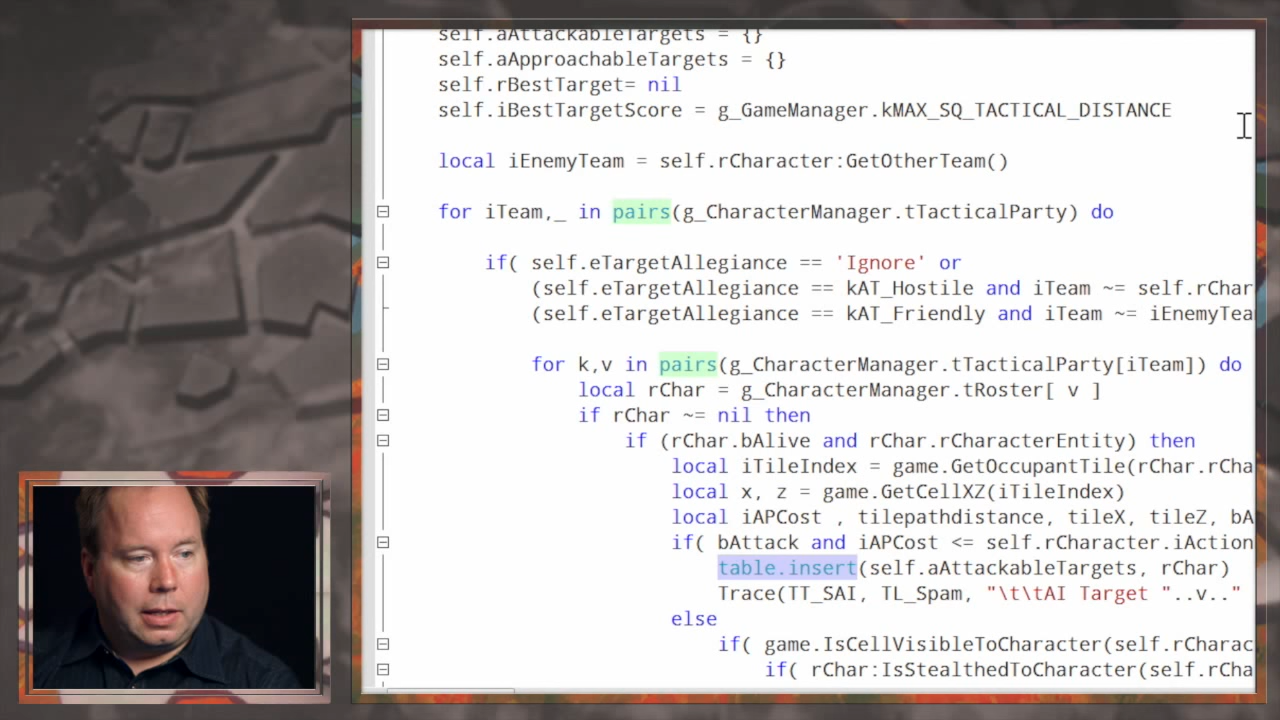 self.aAttackableTargets = {}
self.aApproachableTargets = {}
self.rBestTarget= nil
self.iBestTargetScore = g_GameManager.kMAX_SQ_TACTICAL_DISTANCE
local iEnemyTeam = self.rCharacter:GetOtherTeam()
for iTeam,_ in pairs(g_CharacterManager.tTacticalParty) do
if( self.eTargetAllegiance == 'Ignore' or
(self.eTargetAllegiance == kAT_Hostile and iTeam ~= self.rChar
(self.eTargetAllegiance == kAT_Friendly and iTeam ~= iEnemyTea
for k,v in pairs(g_CharacterManager.tTacticalParty[iTeam]) do
local rChar = g_CharacterManager.tRoster[ v ]
if rChar ~= nil then
if (rChar.bAlive and rChar.rCharacterEntity) then
local iTileIndex = game.GetOccupantTile(rChar.rCha
local x, z = game.GetCellXZ(iTileIndex)
local iAPCost , tilepathdistance, tileX, tileZ, bA
if( bAttack and iAPCost <= self.rCharacter.iAction
table.insert(self.aAttackableTargets, rChar)
Trace(TT_SAI, TL_Spam, "\t\tAI Target "..v.."
else
if( game.IsCellVisibleToCharacter(self.rCharac
if( rChar:IsStealthedToCharacter(self.rCha